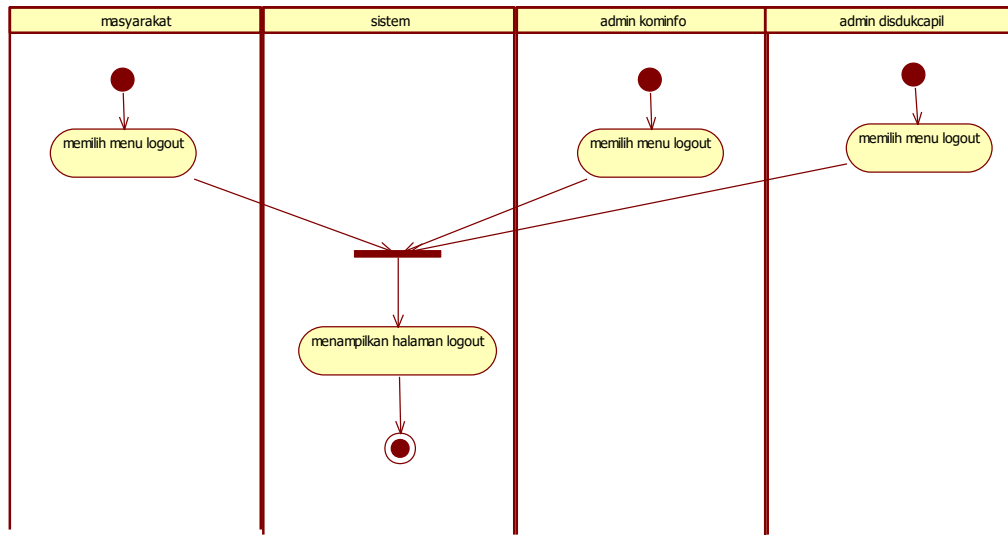 masyarakat
sistem
admin kominfo
admin disdukcapil
memilih menu logout
memilih menu logout
memilih menu logout
menampilkan halaman logout